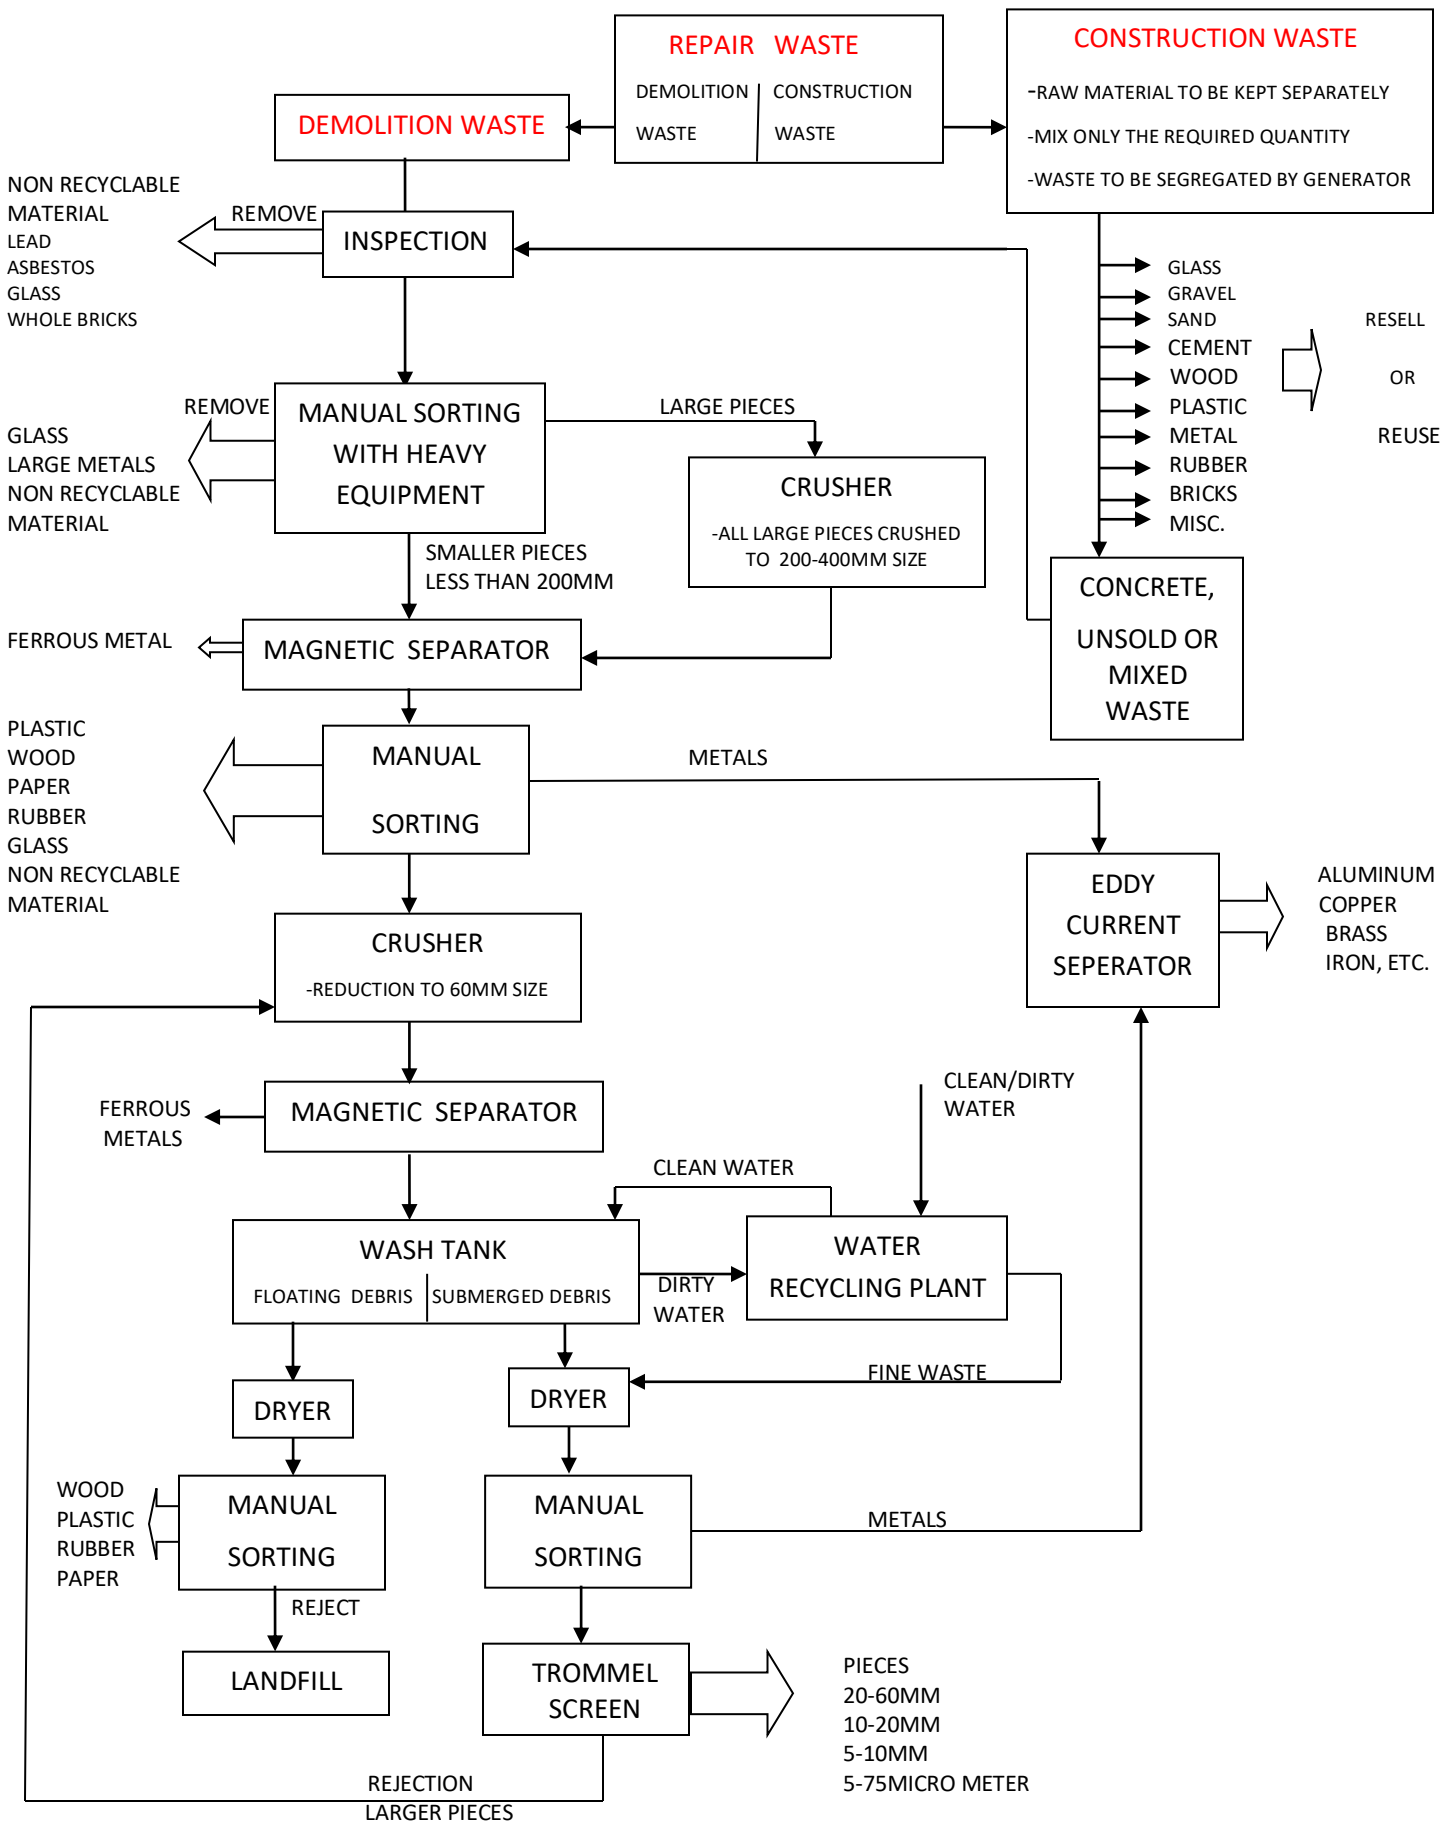 REPAIR   WASTE
DEMOLITION
WASTE
CONSTRUCTION
WASTE
CONSTRUCTION WASTE
-RAW MATERIAL TO BE KEPT SEPARATELY
-MIX ONLY THE REQUIRED QUANTITY
-WASTE TO BE SEGREGATED BY GENERATOR
DEMOLITION WASTE
NON RECYCLABLE
MATERIAL
LEAD
ASBESTOS
GLASS
WHOLE BRICKS
REMOVE
INSPECTION
GLASS
GRAVEL
SAND
CEMENT
WOOD
PLASTIC
METAL
RUBBER
BRICKS
MISC.
RESELL
OR
REUSE
REMOVE
GLASS
LARGE METALS
NON RECYCLABLE
MATERIAL
MANUAL SORTING
WITH HEAVY
EQUIPMENT
LARGE PIECES
CRUSHER
-ALL LARGE PIECES CRUSHED
TO  200-400MM SIZE
SMALLER PIECES
LESS THAN 200MM
CONCRETE,
UNSOLD OR
MIXED
WASTE
FERROUS METAL
MAGNETIC  SEPARATOR
PLASTIC
WOOD
PAPER
RUBBER
GLASS
NON RECYCLABLE
MATERIAL
MANUAL
SORTING
METALS
EDDY
CURRENT
SEPERATOR
ALUMINUM
COPPER
BRASS
IRON, ETC.
CRUSHER
-REDUCTION TO 60MM SIZE
FERROUS
METALS
MAGNETIC  SEPARATOR
CLEAN/DIRTY
WATER
CLEAN WATER
WASH TANK
FLOATING  DEBRIS
SUBMERGED DEBRIS
DIRTY
WATER
WATER
RECYCLING PLANT
FINE WASTE
DRYER
DRYER
WOOD
PLASTIC
RUBBER
PAPER
MANUAL
SORTING
MANUAL
SORTING
METALS
REJECT
LANDFILL
TROMMEL
SCREEN
PIECES
20-60MM
10-20MM
5-10MM
5-75MICRO METER
REJECTION
LARGER PIECES